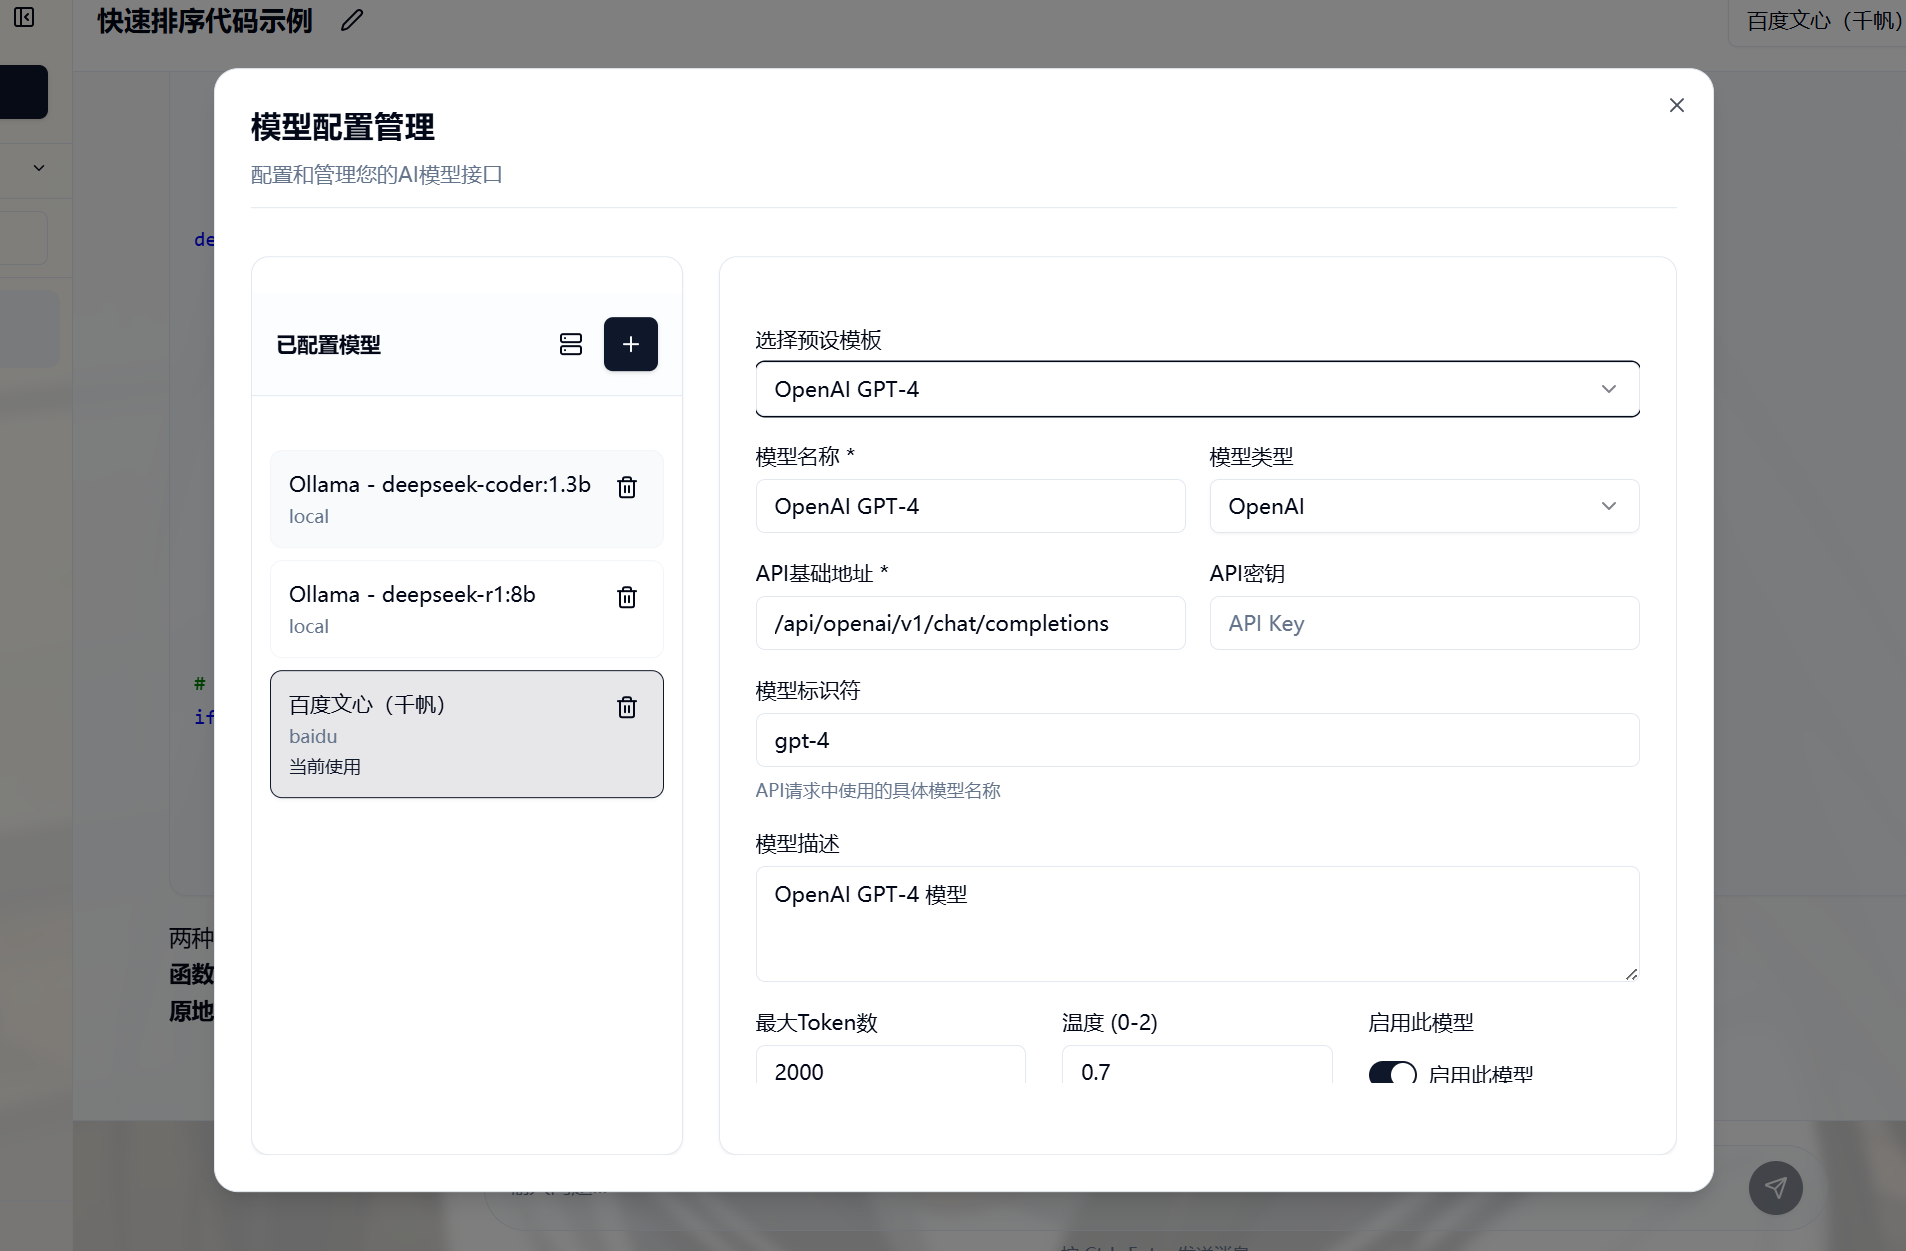 快速排序代码示例
百度文心（千帆）
模型配置管理
配置和管理您的AI模型接口
de
已配置模型
Ollama - deepseek-coder:1.3b
local
Ollama - deepseek-r1:8b
local
百度文心（千帆）
baidu
当前使用
选择预设模板
OpenAI GPT-4
模型名称 *
OpenAI GPT-4
模型类型
OpenAI
API基础地址 *
/api/openai/v1/chat/completions
API密钥
API Key
模型标识符
gpt-4
API请求中使用的具体模型名称
模型描述
OpenAI GPT-4 模型
最大Token数
2000
温度 (0-2)
0.7
启用此模型
启用此模型
#
if
两种
函数
原地